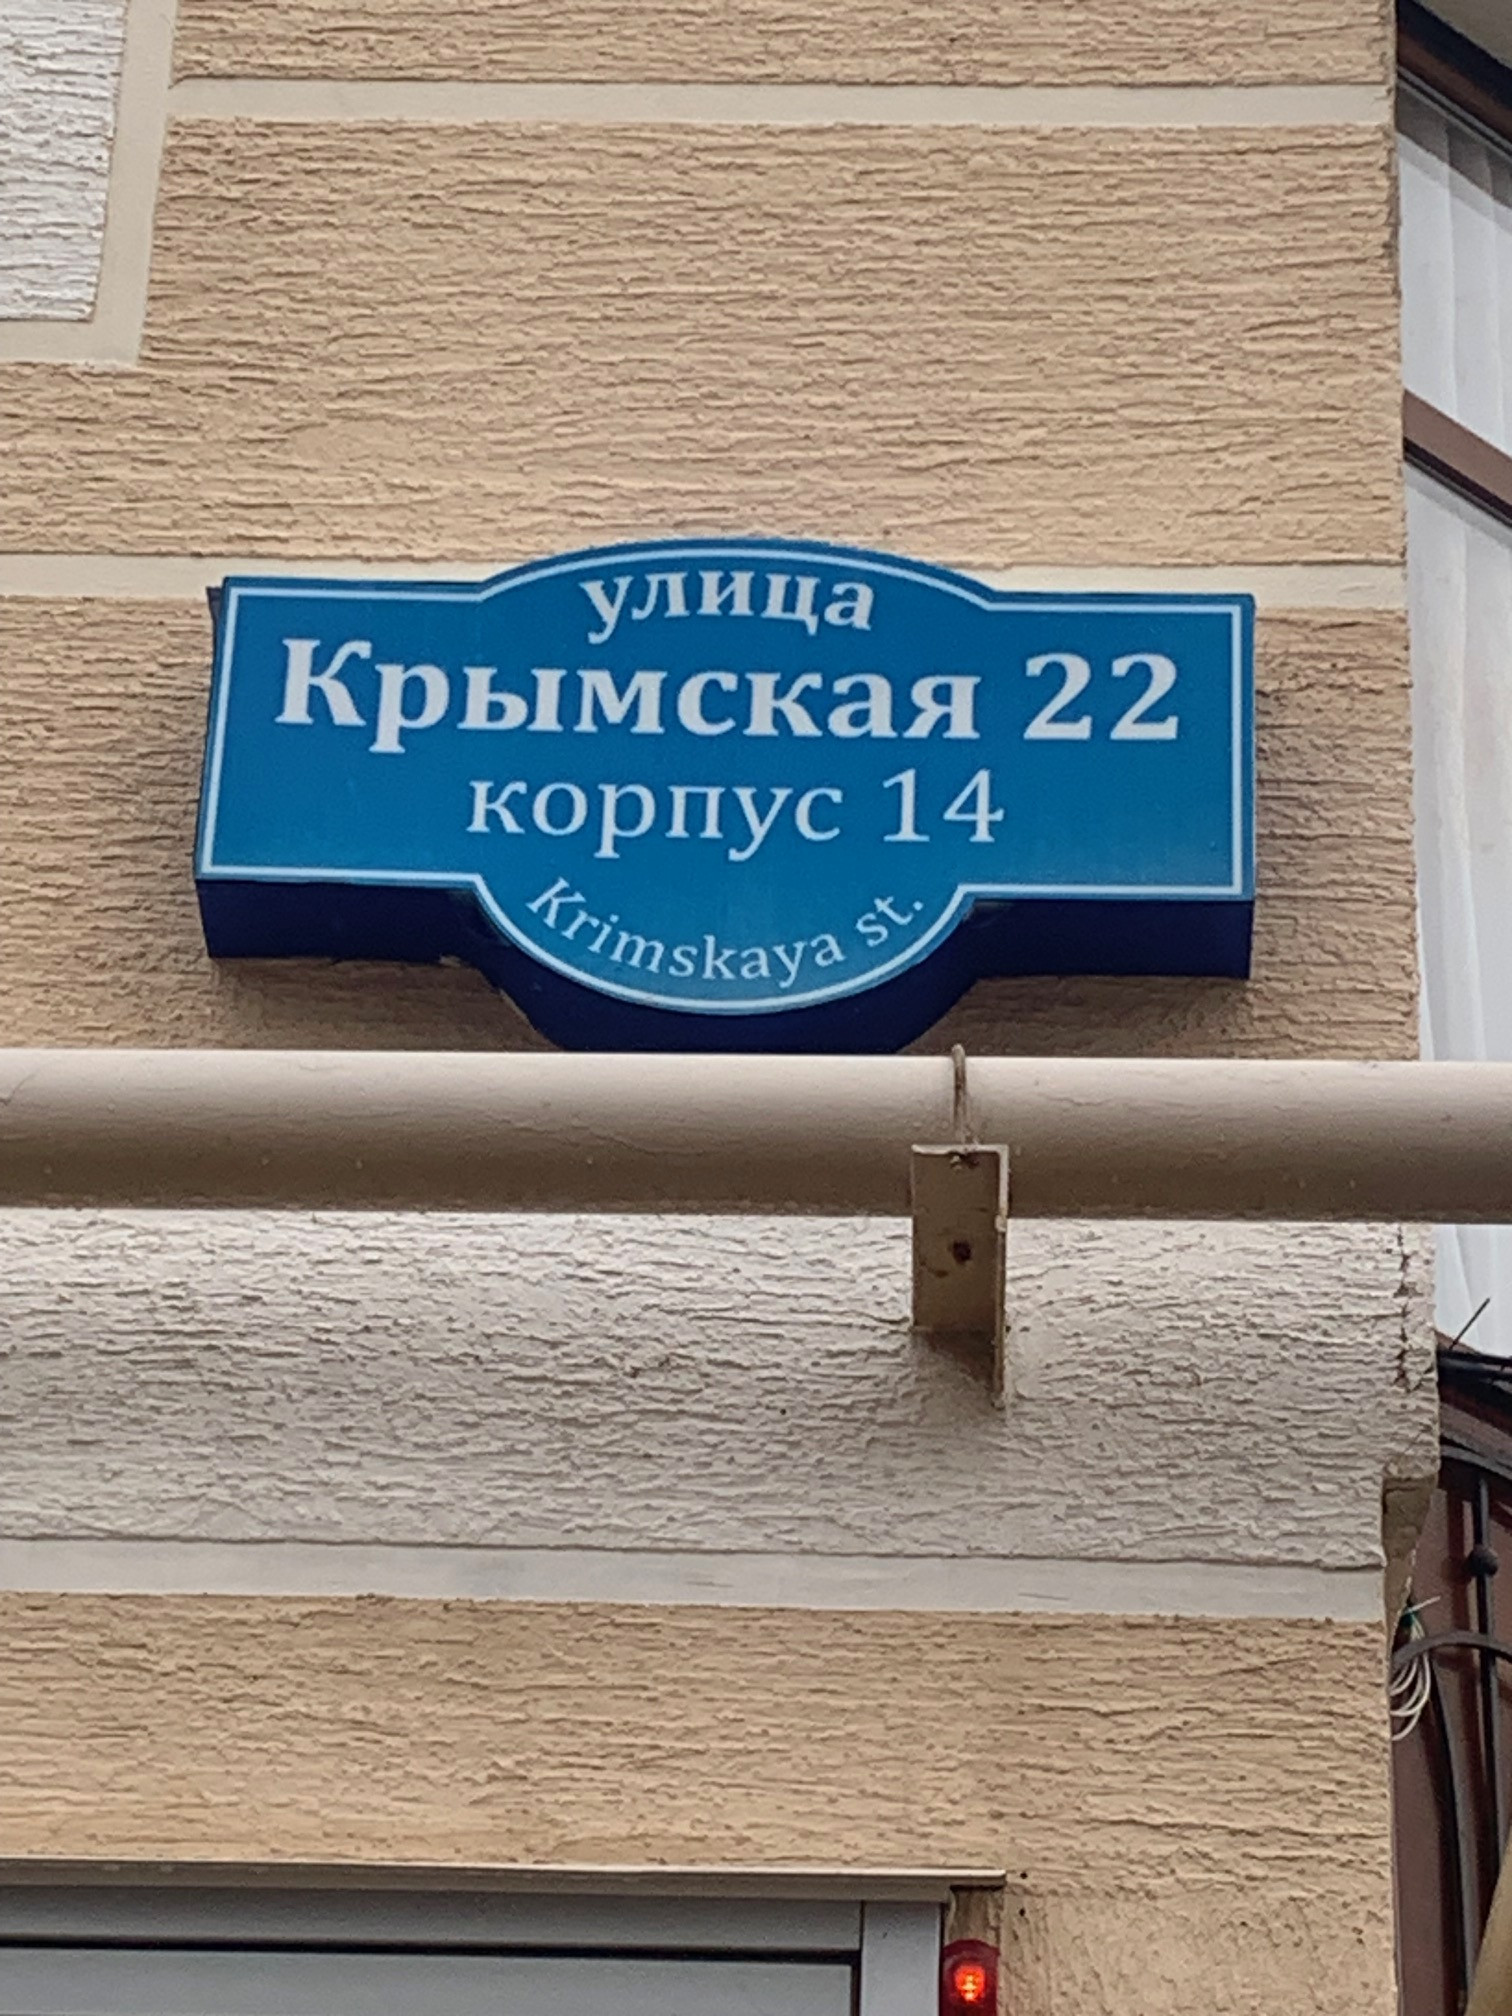 улица
Крымская 22
корпус 14
Krimskaya st.